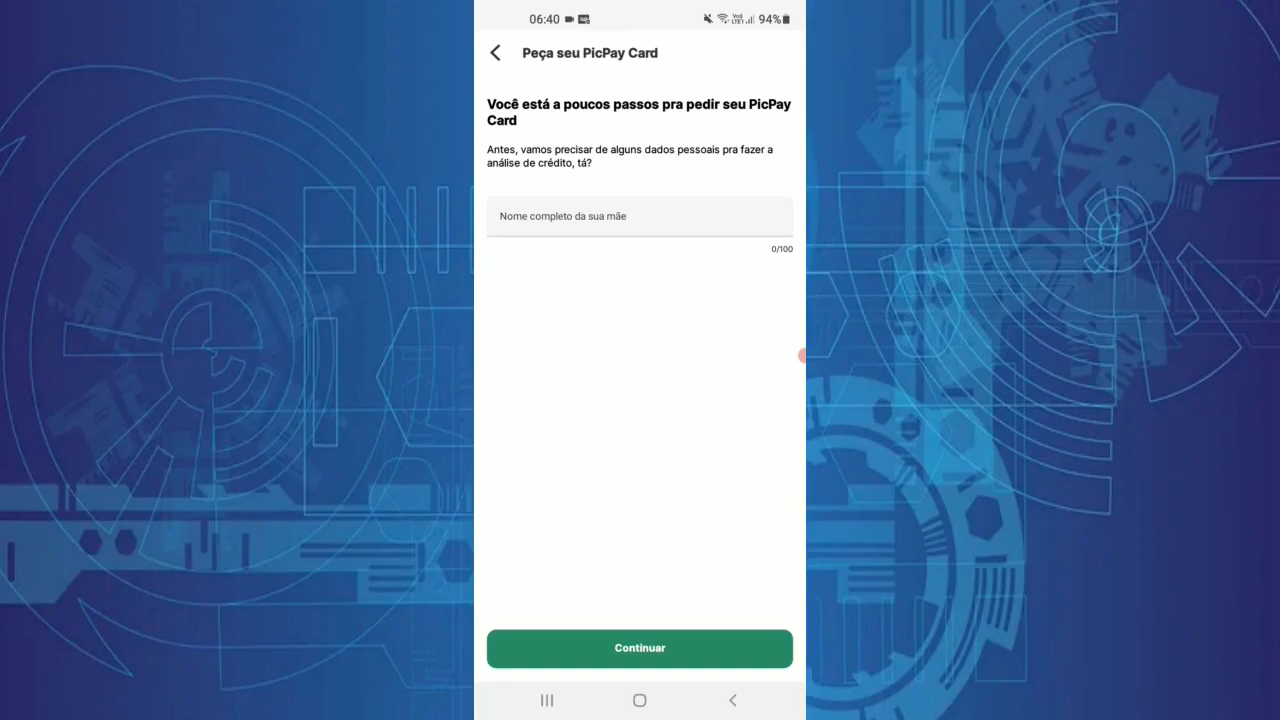 06:40
94%
Peça seu PicPay Card
Você está a poucos passos pra pedir seu PicPay
Card
Antes, vamos precisar de alguns dados pessoais pra fazer a
análise de crédito, tá?
Nome completo da sua mãe
0/100
Continuar